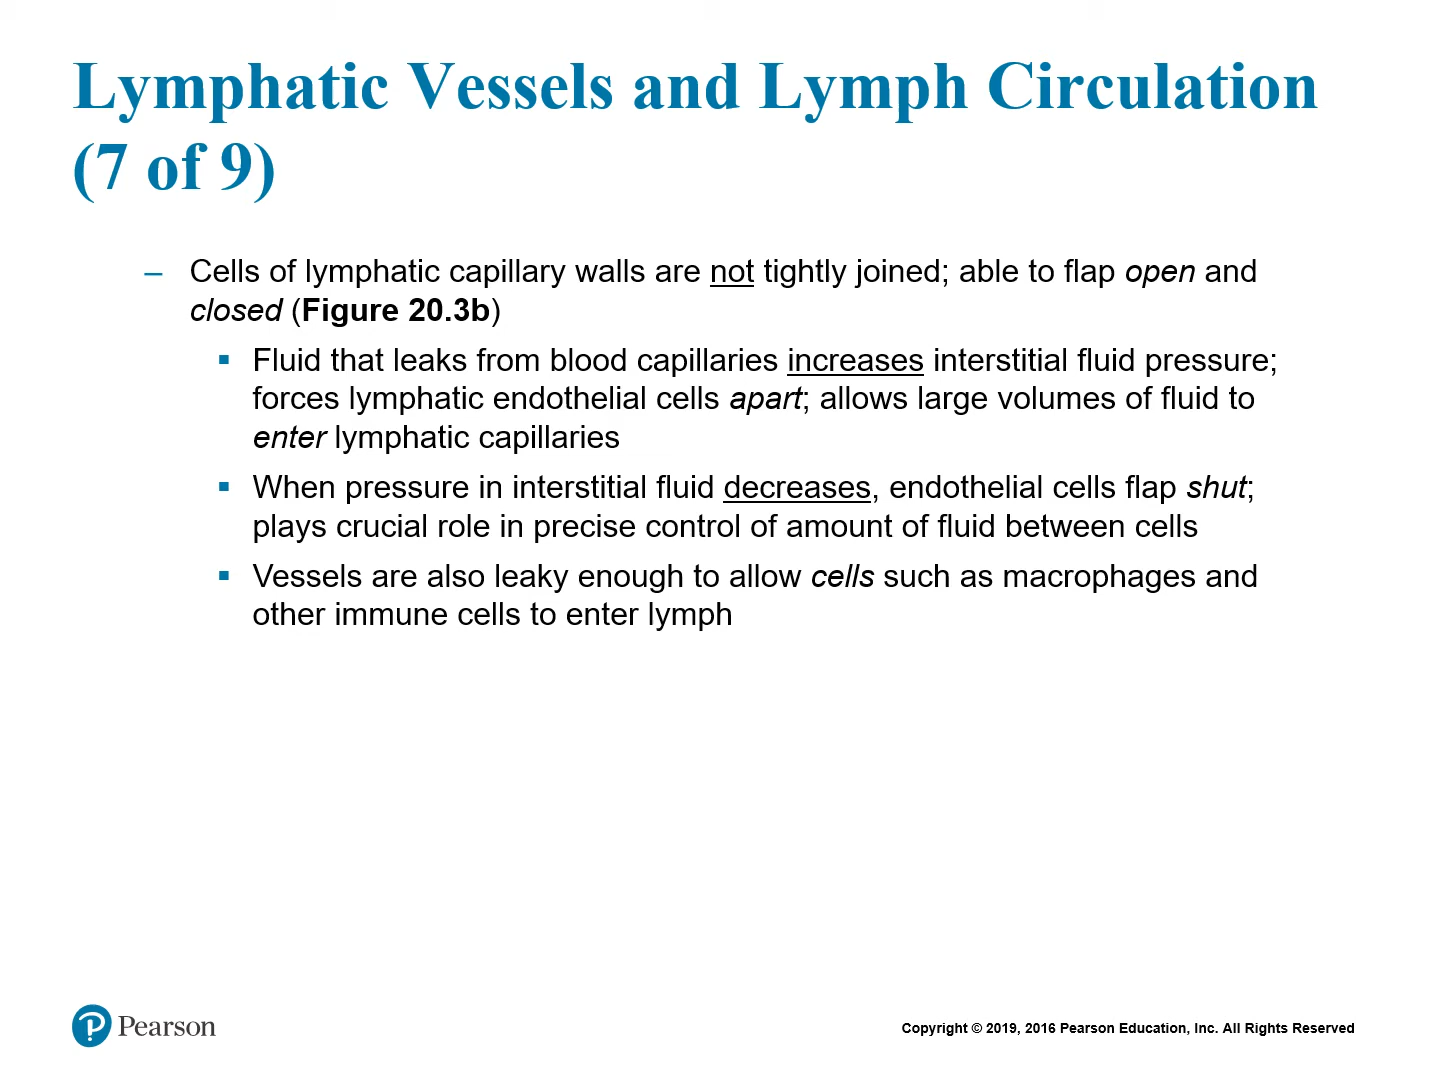 Lymphatic Vessels and Lymph Circulation
(7 of 9)
– Cells of lymphatic capillary walls are not tightly joined; able to flap open and
closed (Figure 20.3b)
▪ Fluid that leaks from blood capillaries increases interstitial fluid pressure;
forces lymphatic endothelial cells apart; allows large volumes of fluid to
enter lymphatic capillaries
▪ When pressure in interstitial fluid decreases, endothelial cells flap shut;
plays crucial role in precise control of amount of fluid between cells
▪ Vessels are also leaky enough to allow cells such as macrophages and
other immune cells to enter lymph
Pearson
Copyright © 2019, 2016 Pearson Education, Inc. All Rights Reserved